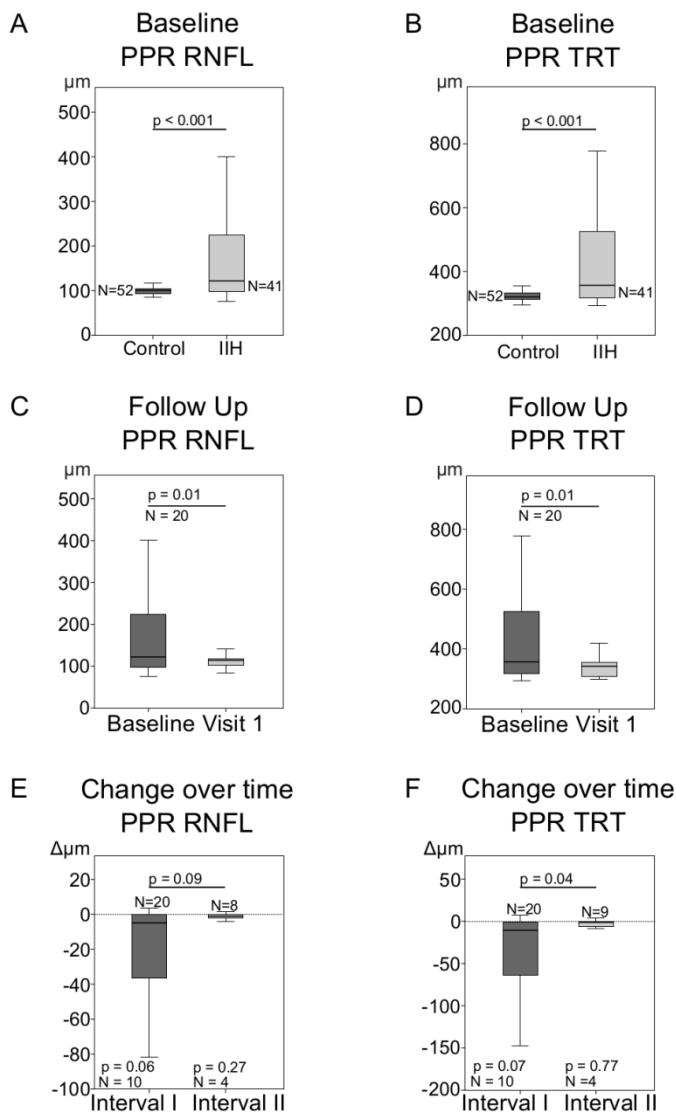 A
Baseline
PPR RNFL
µm
500
400
300
200
100
0
p < 0.001
N=52
N=41
Control
IIH
B
Baseline
PPR TRT
µm
800
600
400
200
p < 0.001
N=52
N=41
Control
IIH
C
Follow Up
PPR RNFL
µm
500
400
300
200
100
0
p = 0.01
N = 20
Baseline Visit 1
D
Follow Up
PPR TRT
µm
800
600
400
200
p = 0.01
N = 20
Baseline Visit 1
E
Change over time
PPR RNFL
Δµm
20
0
-20
-40
-60
-80
-100
p = 0.09
N=20
N=8
p = 0.06
N = 10
p = 0.27
N = 4
Interval I
Interval II
F
Change over time
PPR TRT
Δµm
50
0
-50
-100
-150
-200
p = 0.04
N=20
N=9
p = 0.07
N = 10
p = 0.77
N =4
Interval I
Interval II